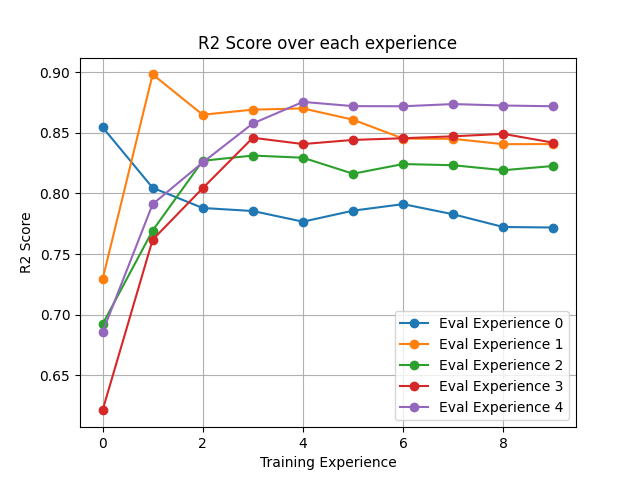 R2 Score over each experience
0.90
0.85
0.80
0.75
0.70
0.65
R2 Score
Eval Experience 0
Eval Experience 1
Eval Experience 2
Eval Experience 3
Eval Experience 4
0 2 4 6 8
Training Experience